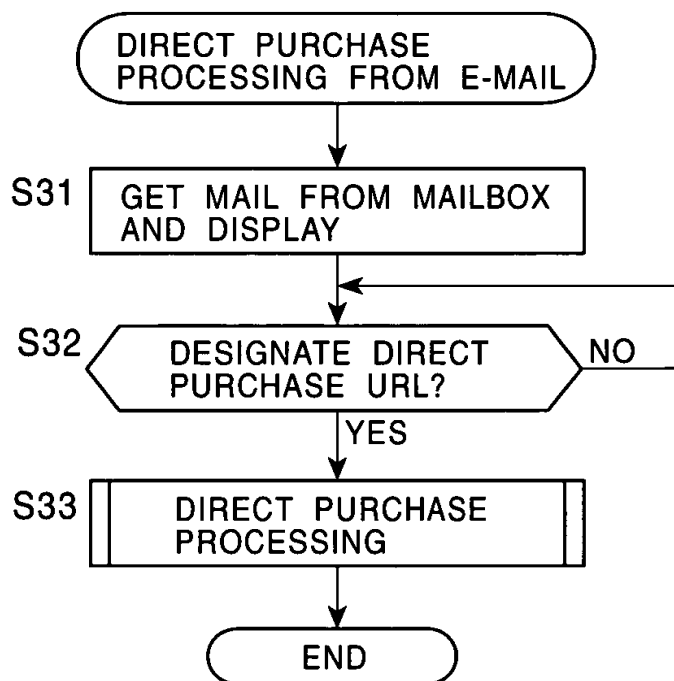 DIRECT PURCHASE
PROCESSING FROM E-MAIL
S31
GET MAIL FROM MAILBOX
AND DISPLAY
S32
DESIGNATE DIRECT
PURCHASE URL?
NO
YES
S33
DIRECT PURCHASE
PROCESSING
END